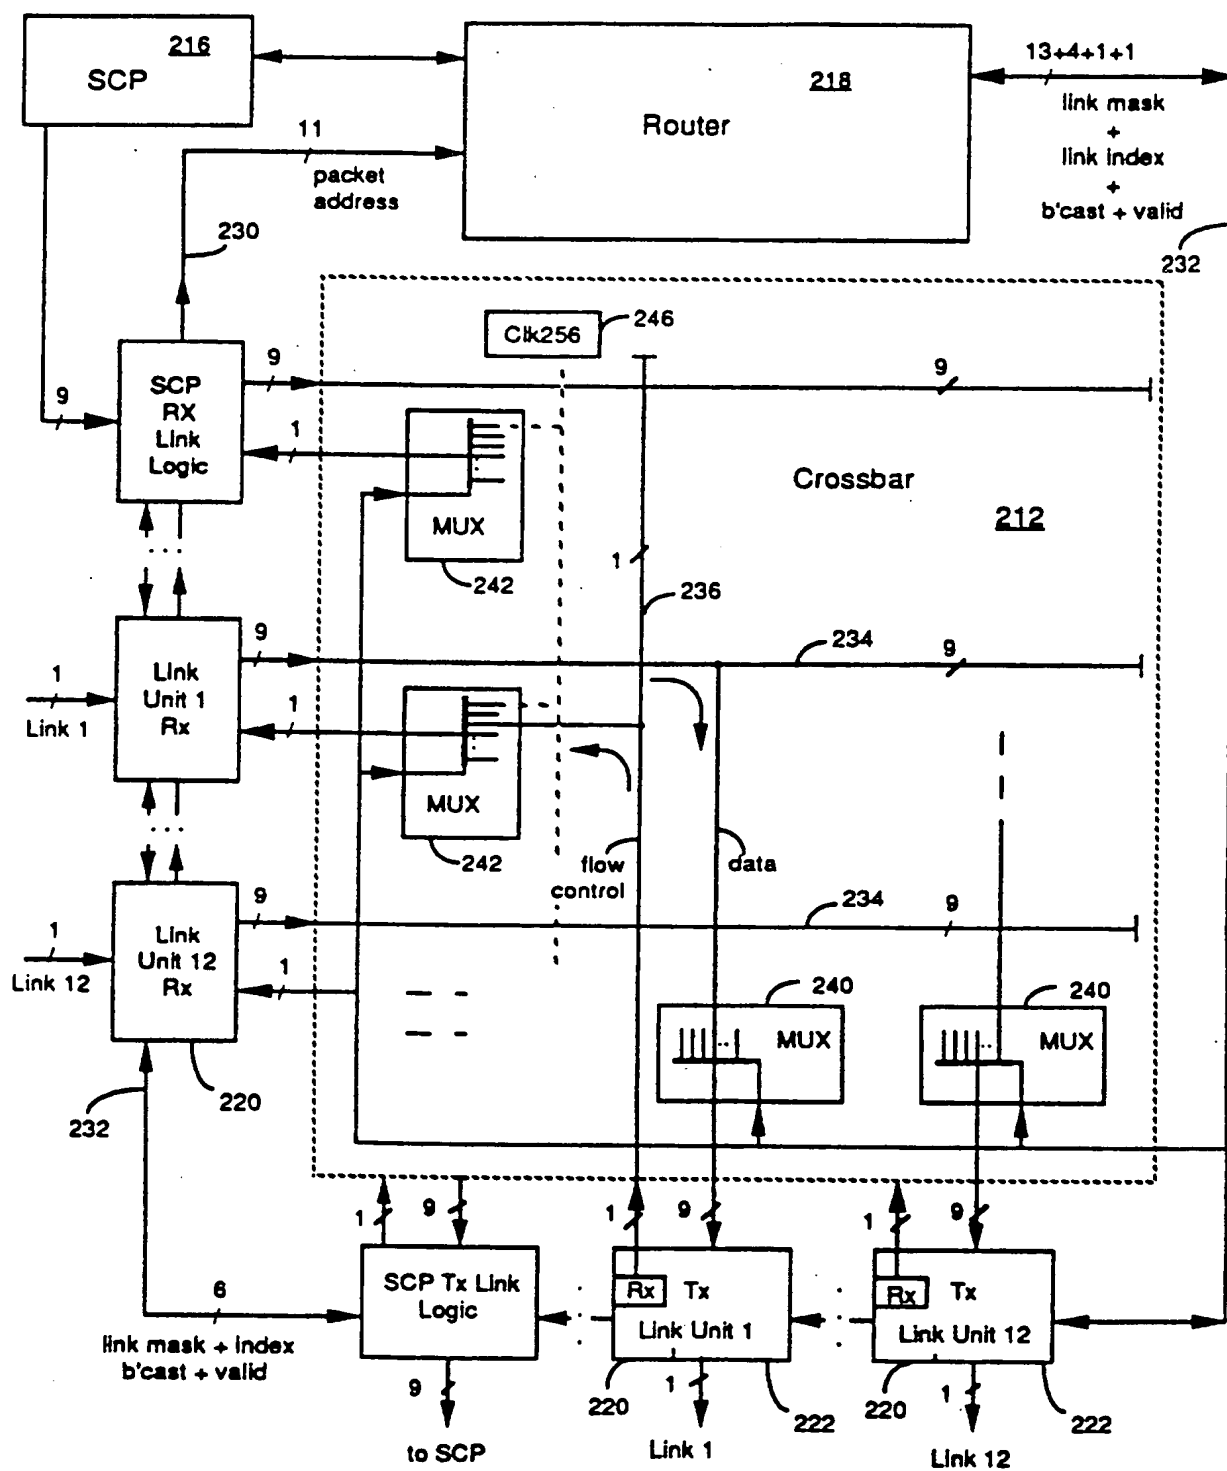 216
SCP
218
Router
13+4+1+1
link mask
+
link index
+
b'cast + valid
232
11
packet
address
230
Clk256
246
9
SCP
RX
Link
Logic
9
9
1
MUX
242
Crossbar
212
1
236
1
Link 1
Link
Unit 1
Rx
9
1
234
9
MUX
242
flow
control
data
1
Link 12
Link
Unit 12
Rx
9
1
234
9
240
MUX
240
MUX
220
232
1
9
1
9
1
9
6
link mask + index
b'cast + valid
SCP Tx Link
Logic
Rx
Tx
Link Unit 1
Rx
Tx
Link Unit 12
9
to SCP
220
1
222
Link 1
220
1
222
Link 12